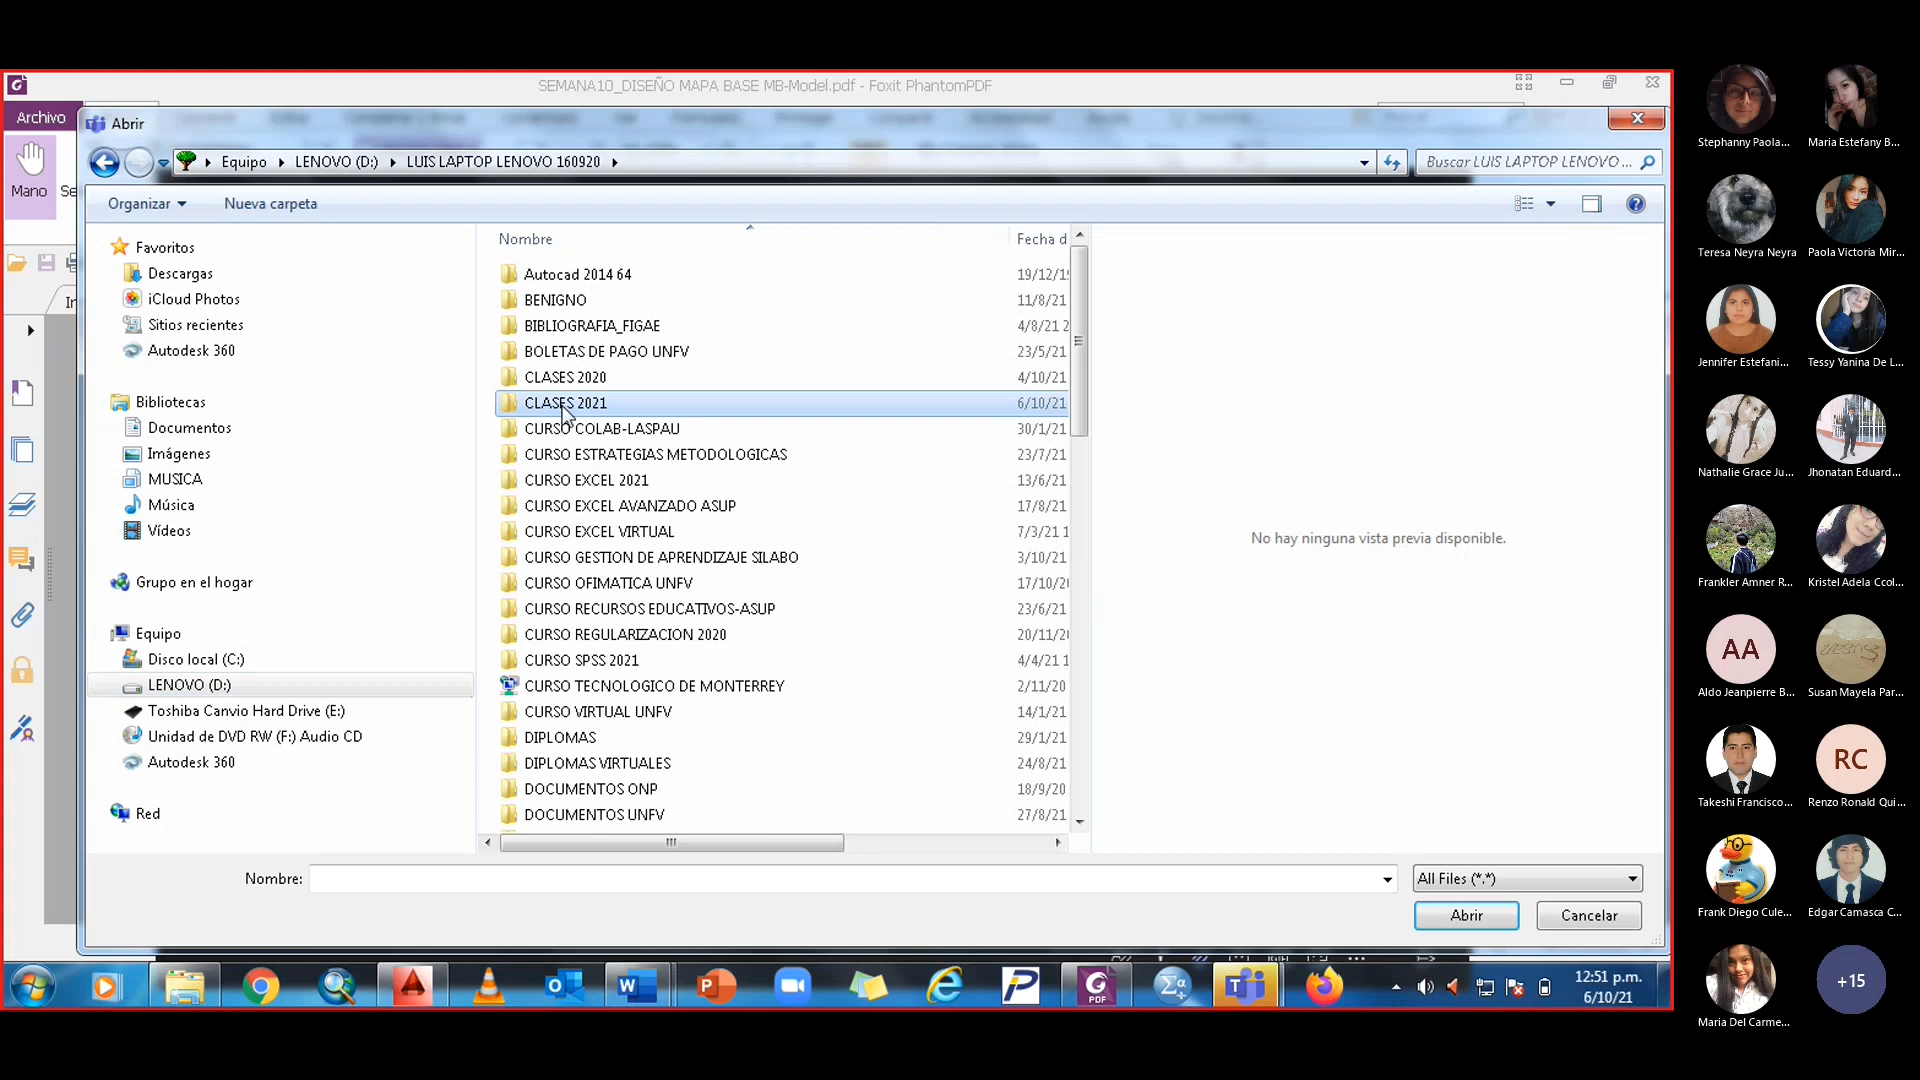 SEMANA10_DISEÑO MAPA BASE MB-Model.pdf - Foxit PhantomPDF
Archivo
Abrir
Mano
Equipo
LENOVO (D:)
LUIS LAPTOP LENOVO 160920
Buscar LUIS LAPTOP LENOVO ...
Organizar
Nueva carpeta
Favoritos
Descargas
iCloud Photos
Sitios recientes
Autodesk 360
Bibliotecas
Documentos
Imágenes
MUSICA
Música
Vídeos
Grupo en el hogar
Equipo
Disco local (C:)
LENOVO (D:)
Toshiba Canvio Hard Drive (E:)
Unidad de DVD RW (F:) Audio CD
Autodesk 360
Red
Nombre Fecha d
Autocad 2014 64 19/12/1
BENIGNO 11/8/21
BIBLIOGRAFIA_FIGAE 4/8/21 2
BOLETAS DE PAGO UNFV 23/5/21
CLASES 2020 4/10/21
CLASES 2021 6/10/21
CURSO COLAB-LASPAU 30/1/21
CURSO ESTRATEGIAS METODOLOGICAS 23/7/21
CURSO EXCEL 2021 13/6/21
CURSO EXCEL AVANZADO ASUP 17/8/21
CURSO EXCEL VIRTUAL 7/3/21 1
CURSO GESTION DE APRENDIZAJE SILABO 3/10/21
CURSO OFIMATICA UNFV 17/10/2
CURSO RECURSOS EDUCATIVOS-ASUP 23/6/21
CURSO REGULARIZACION 2020 20/11/2
CURSO SPSS 2021 4/4/21 1
CURSO TECNOLOGICO DE MONTERREY 2/11/20
CURSO VIRTUAL UNFV 14/1/21
DIPLOMAS 29/1/21
DIPLOMAS VIRTUALES 24/8/21
DOCUMENTOS ONP 18/9/20
DOCUMENTOS UNFV 27/8/21
No hay ninguna vista previa disponible.
Nombre:
All Files (*.*)
Abrir
Cancelar
12:51 p.m.
6/10/21
Stephanny Paola...
Maria Estefany B...
Teresa Neyra Neyra
Paola Victoria Mir...
Jennifer Estefani...
Tessy Yanina De L...
Nathalie Grace Ju...
Jhonatan Eduard...
Frankler Amner R...
Kristel Adela Ccol...
AA
Aldo Jeanpierre B...
Susan Mayela Par...
Takeshi Francisco...
RC
Renzo Ronald Qui...
Frank Diego Cule...
Edgar Camasca C...
Maria Del Carme...
+15